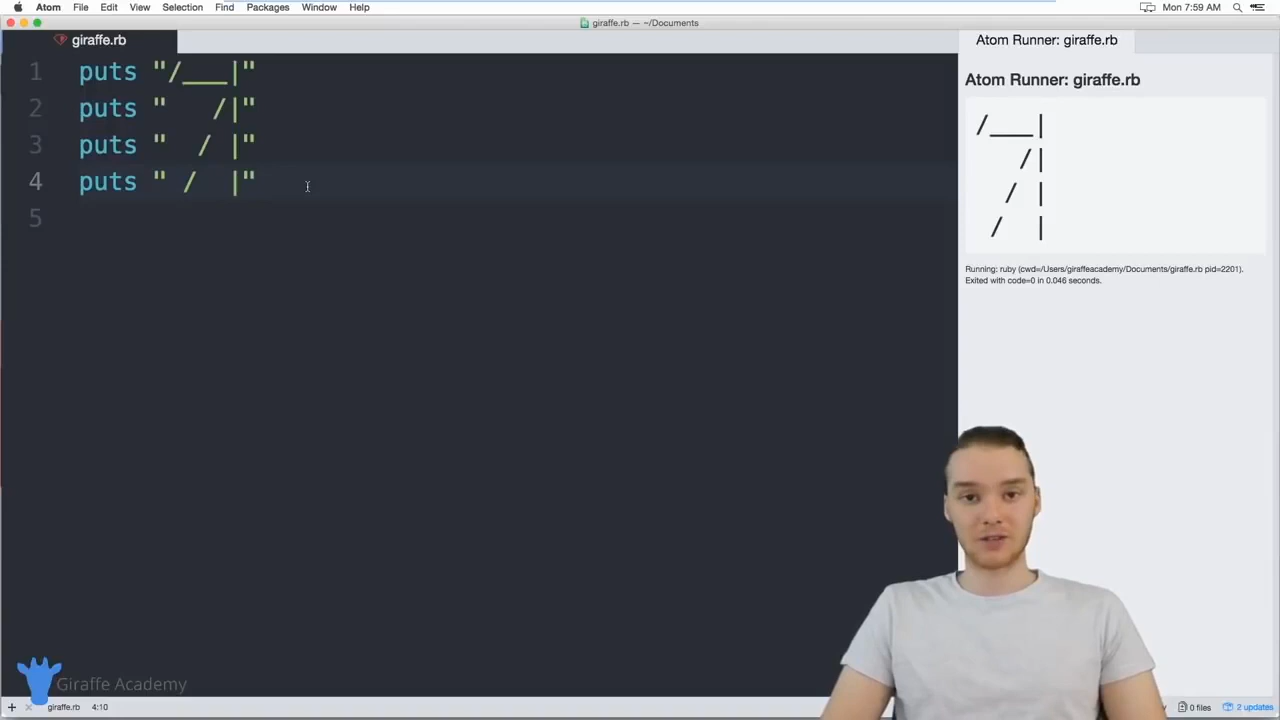 Atom File Edit View Selection Find Packages Window Help Mon 7:59 AM
giraffe.rb — ~/Documents
giraffe.rb
Atom Runner: giraffe.rb
1 puts "/___|"
2 puts "   /|"
3 puts "  / |"
4 puts " /  |"
5
Atom Runner: giraffe.rb
/___|
   /|
  / |
 /  |
Running: ruby (cwd=/Users/giraffeacademy/Documents/giraffe.rb pid=2201).
Exited with code=0 in 0.046 seconds.
Giraffe Academy
+ × giraffe.rb 4:10 0 files 2 updates